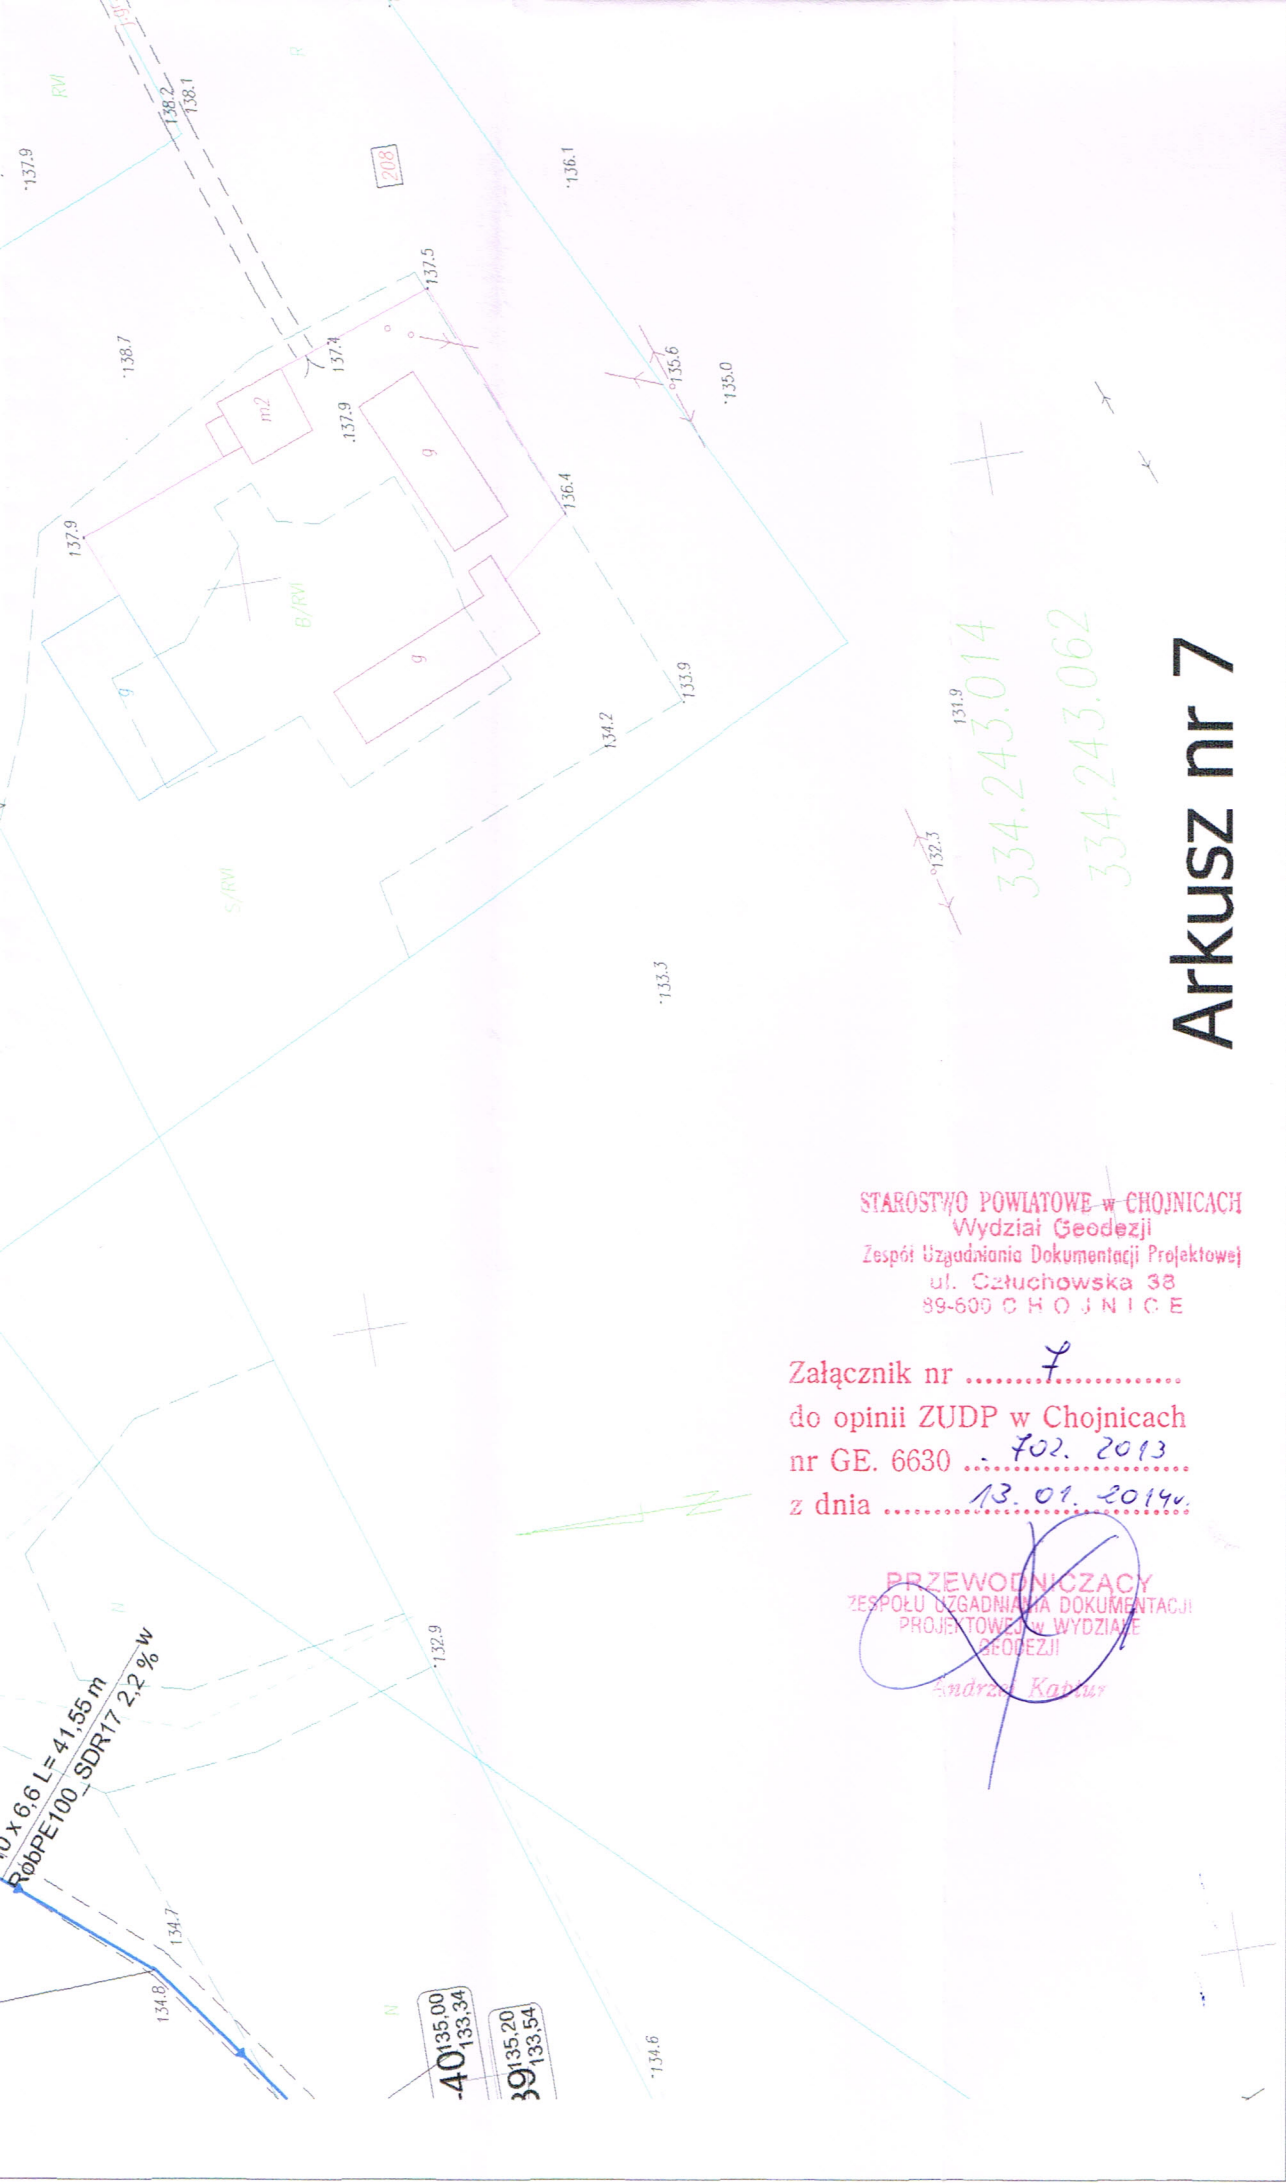 RVI
R
137.9
138.2
138.1
208
136.1
137.5
138.7
137.4
m2
137.9
g
135.6
135.0
137.9
136.4
B/RVI
g
g
133.9
134.2
131.9
334.243.014
334.243.062
132.3
S/RVI
133.3
Arkusz nr 7
STAROSTWO POWIATOWE w CHOJNICACH
Wydział Geodezji
Zespół Uzgadniania Dokumentacji Projektowej
ul. Człuchowska 38
89-600 CHOJNICE
Załącznik nr 7
do opinii ZUDP w Chojnicach
nr GE. 6630 . 702. 2013
z dnia 13. 01. 2014r.
N
PRZEWODNICZĄCY
ZESPOŁU UZGADNIANIA DOKUMENTACJI
PROJEKTOWEJ w WYDZIALE
GEODEZJI
Andrzej Kabtur
N
132.9
0 x 6,6 L= 41,55 m
RobPE100_SDR17 2,2 % w
134.7
134.8
N
-40 135,00
133,34
39 135,20
133,54
134.6